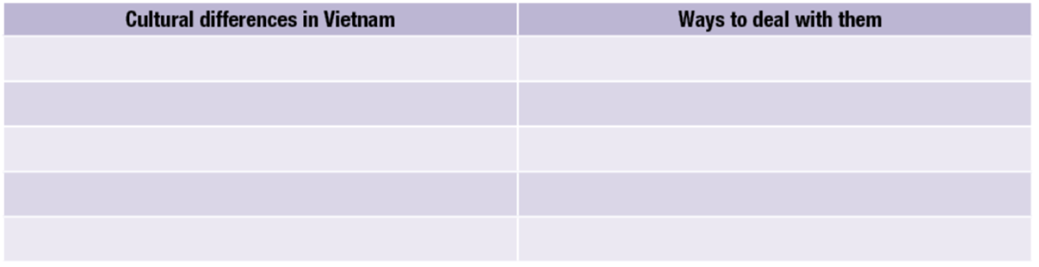 Cultural differences in Vietnam
Ways to deal with them